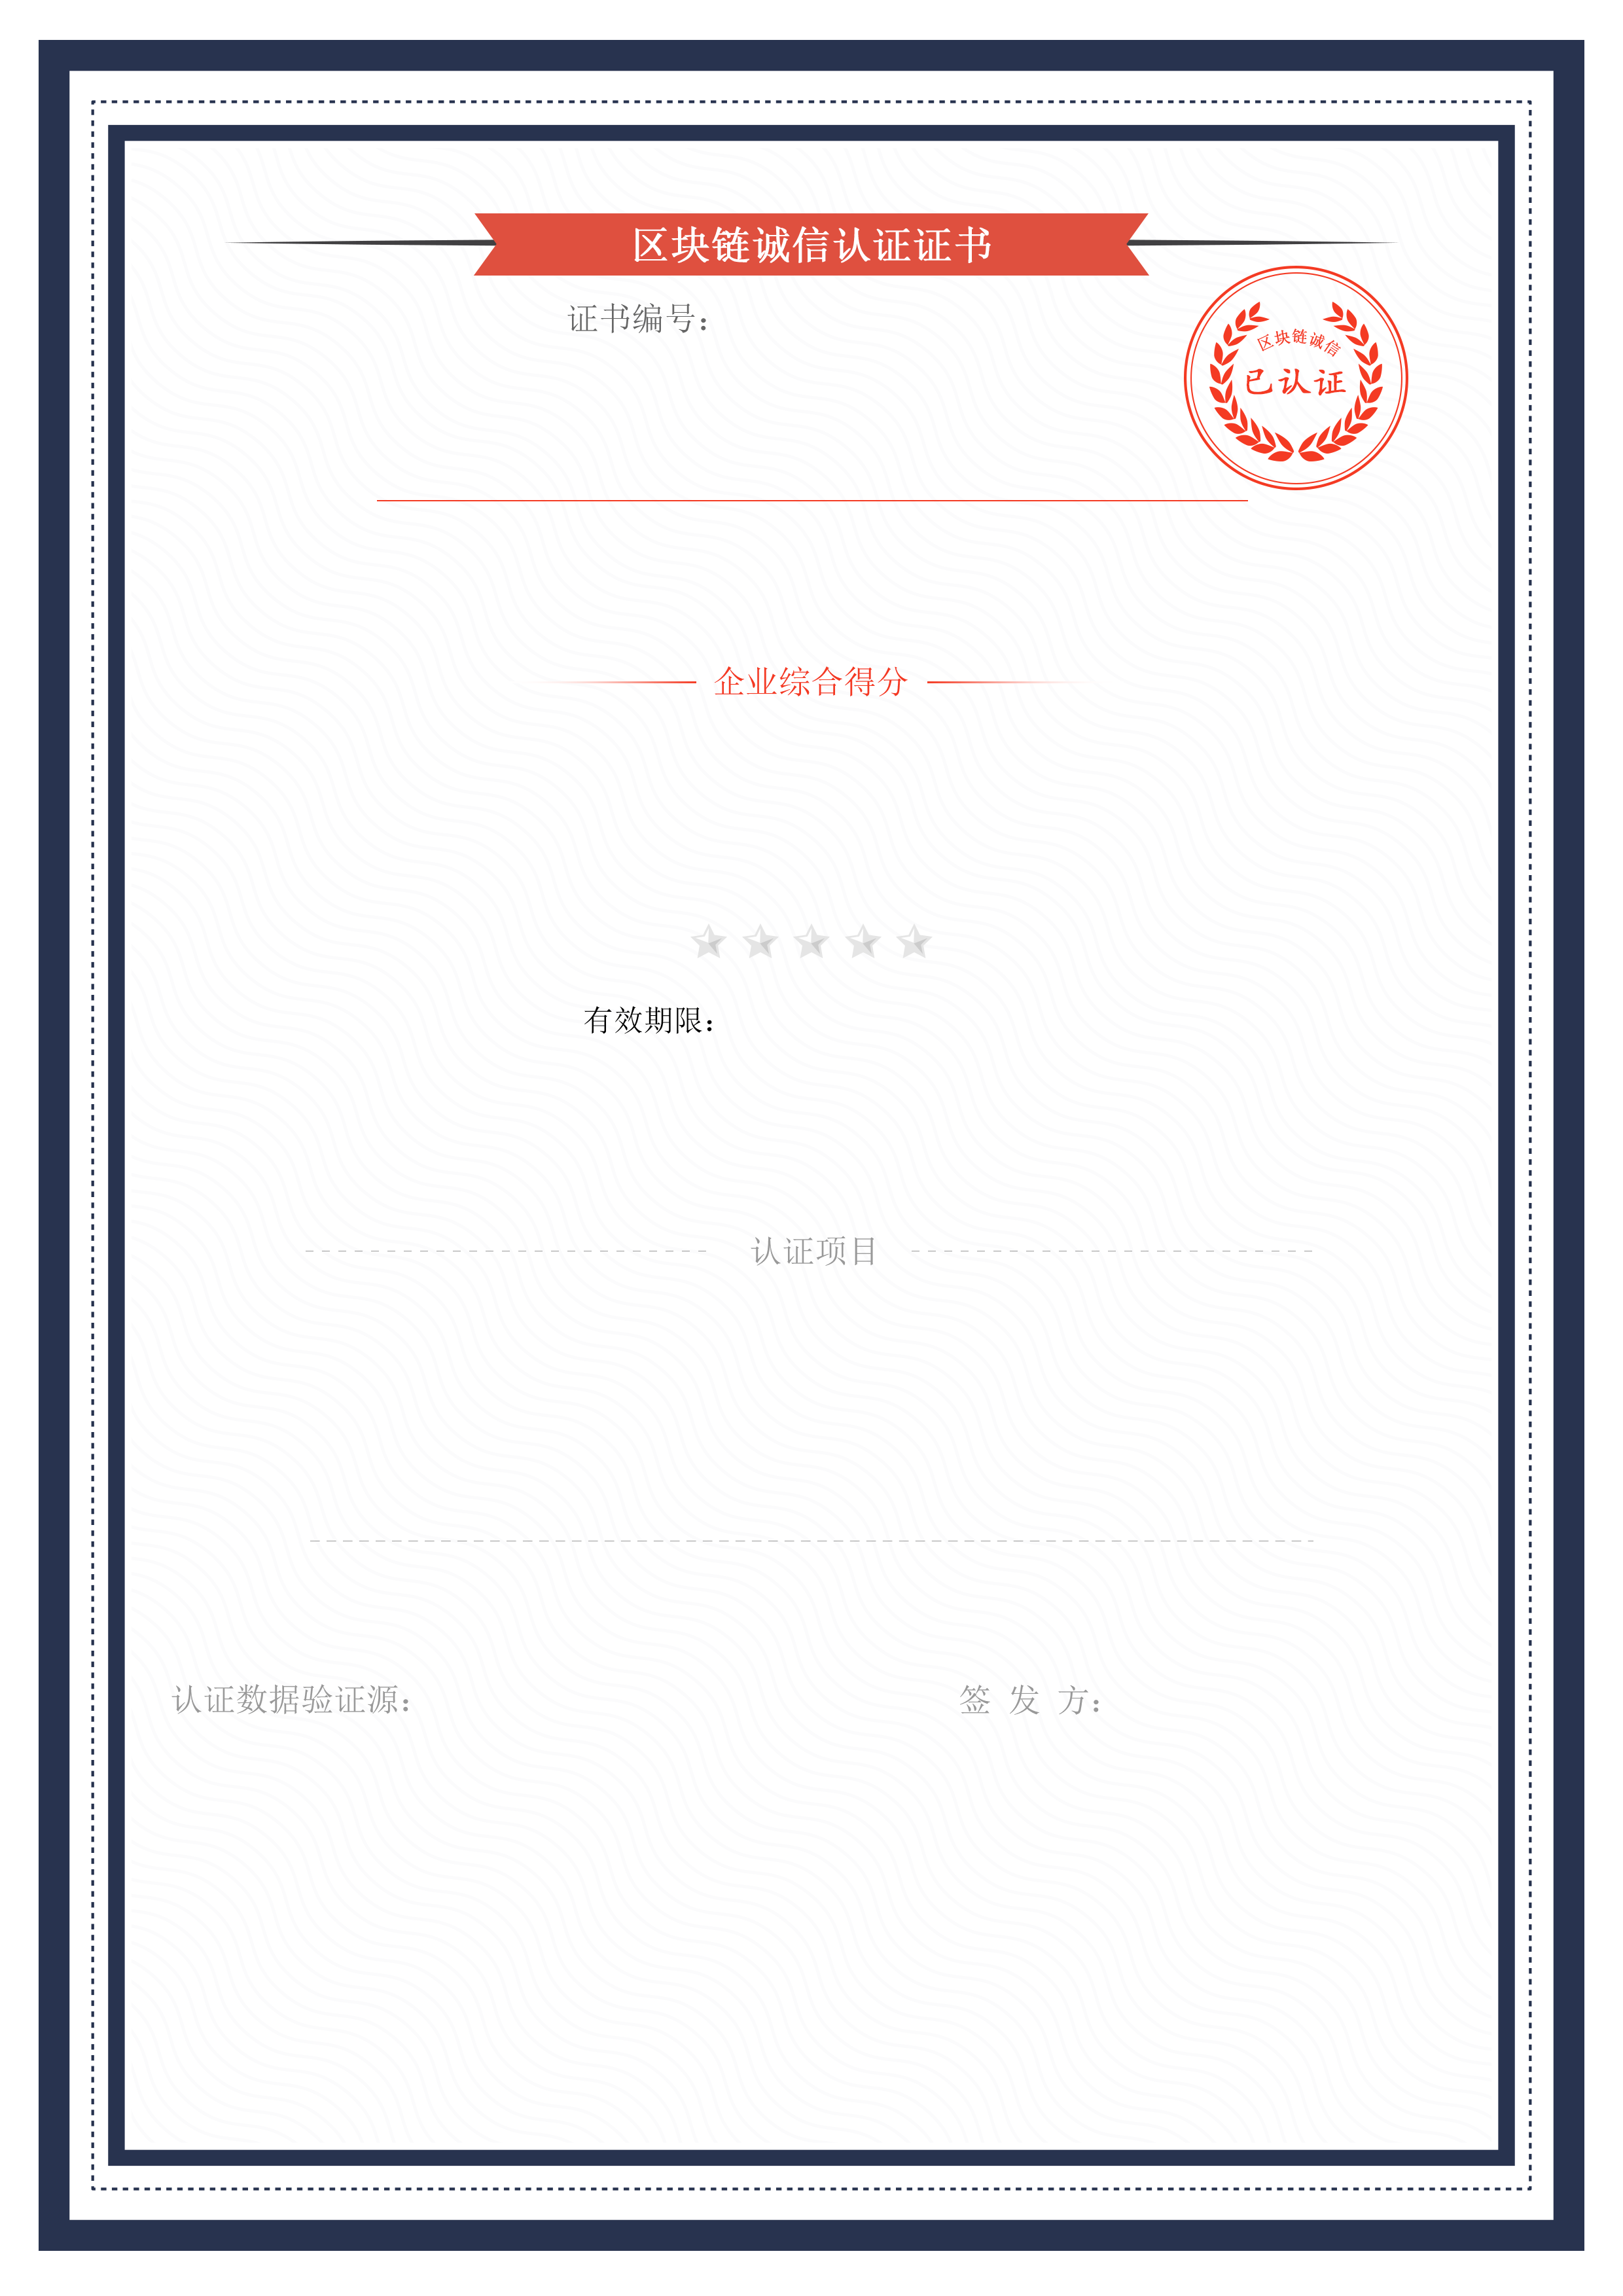 区块链诚信认证证书
证书编号：
区块链诚信
已认证
企业综合得分
有效期限：
认证项目
认证数据验证源：
签 发 方：